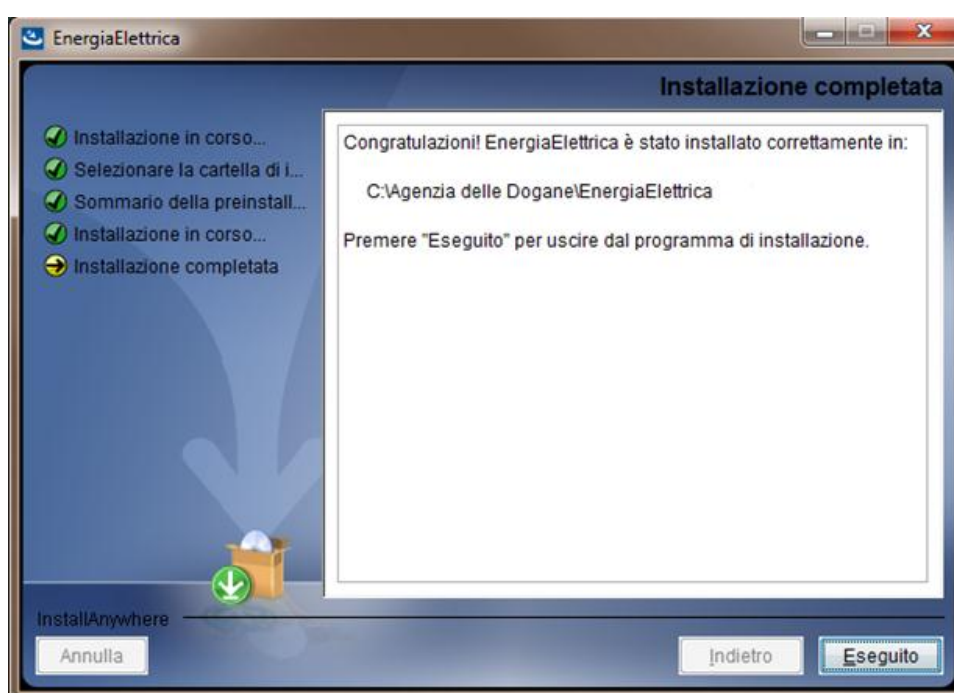 EnergiaElettrica
Installazione completata
Installazione in corso...
Selezionare la cartella di i...
Sommario della preinstall...
Installazione in corso...
Installazione completata
Congratulazioni! EnergiaElettrica è stato installato correttamente in:
C:\Agenzia delle Dogane\EnergiaElettrica
Premere "Eseguito" per uscire dal programma di installazione.
InstallAnywhere
Annulla
Indietro
Eseguito